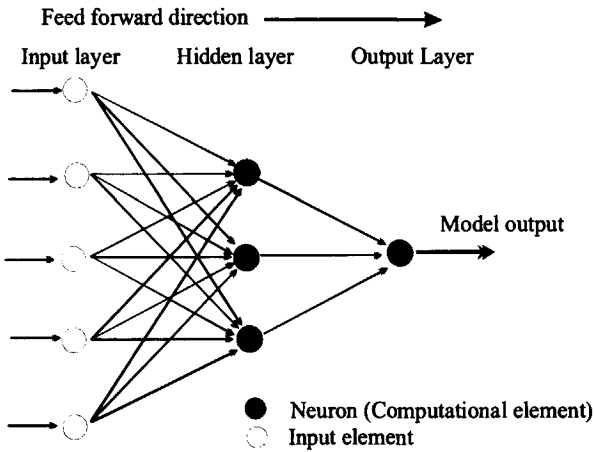 Feed forward direction
Input layer Hidden layer Output Layer
Model output
Neuron (Computational element)
Input element